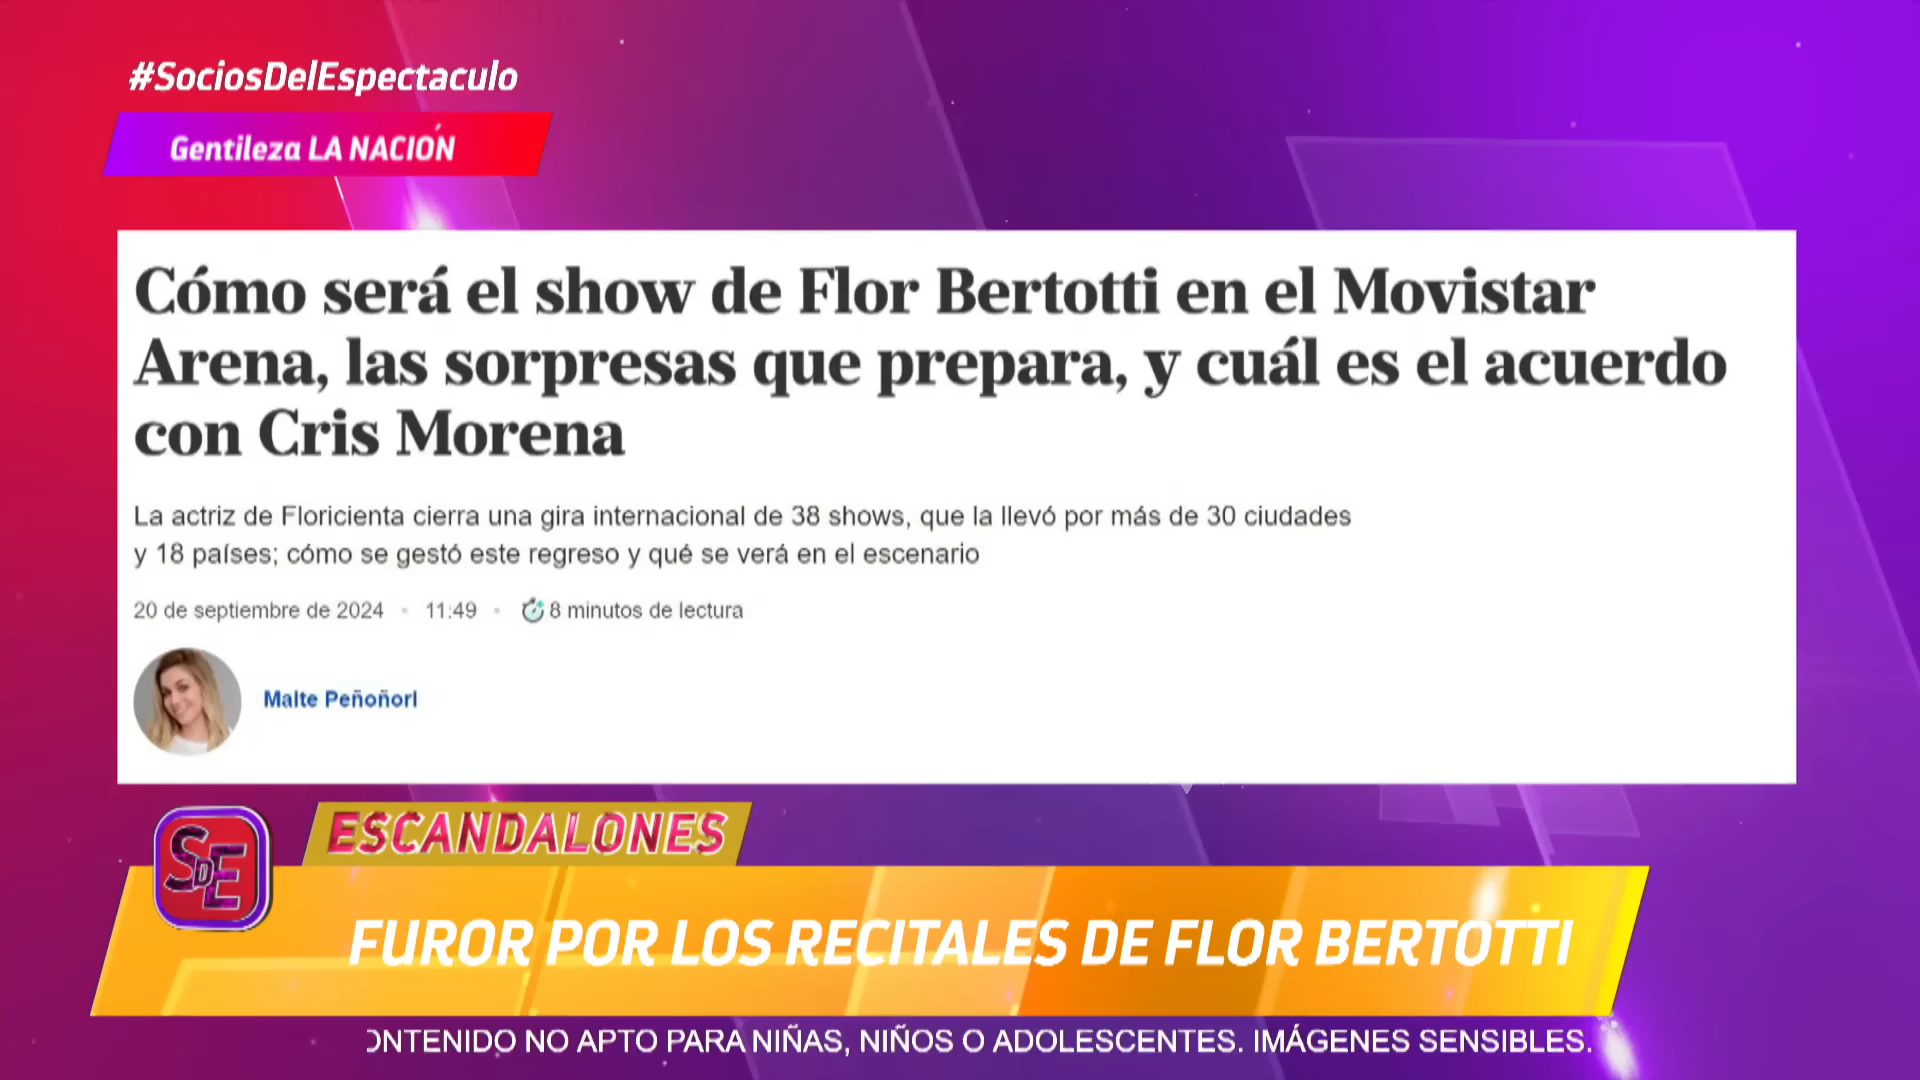 #SociosDelEspectaculo
Gentileza LA NACIÓN
Cómo será el show de Flor Bertotti en el Movistar
Arena, las sorpresas que prepara, y cuál es el acuerdo
con Cris Morena
La actriz de Floricienta cierra una gira internacional de 38 shows, que la llevó por más de 30 ciudades
y 18 países; cómo se gestó este regreso y qué se verá en el escenario
20 de septiembre de 2024 • 11:49 • 8 minutos de lectura
Malte Peñoñorl
SDE
ESCANDALONES
FUROR POR LOS RECITALES DE FLOR BERTOTTI
ONTENIDO NO APTO PARA NIÑAS, NIÑOS O ADOLESCENTES. IMÁGENES SENSIBLES.